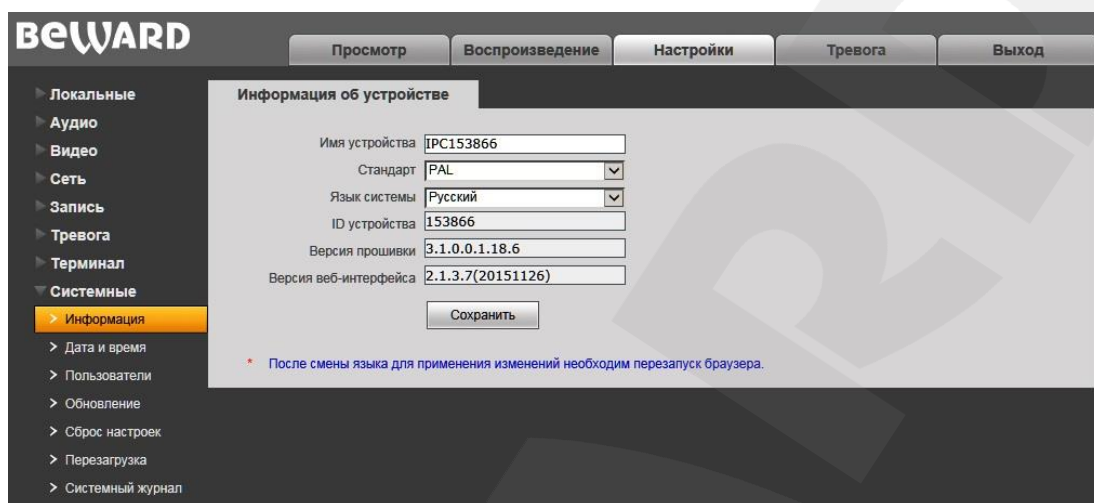 BEWARD
Просмотр Воспроизведение Настройки Тревога Выход
Локальные
Аудио
Видео
Сеть
Запись
Тревога
Терминал
Системные
Информация
Дата и время
Пользователи
Обновление
Сброс настроек
Перезагрузка
Системный журнал
Информация об устройстве
Имя устройства IPC153866
Стандарт PAL
Язык системы Русский
ID устройства 153866
Версия прошивки 3.1.0.0.1.18.6
Версия веб-интерфейса 2.1.3.7(20151126)
Сохранить
* После смены языка для применения изменений необходим перезапуск браузера.